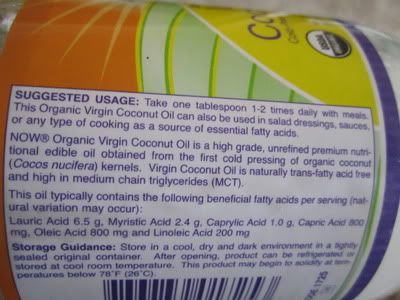 SUGGESTED USAGE: Take one tablespoon 1-2 times daily with meals.
This Organic Virgin Coconut Oil can also be used in salad dressings, sauces,
or any type of cooking as a source of essential fatty acids.
NOW® Organic Virgin Coconut Oil is a high grade, unrefined premium nutri-
tional edible oil obtained from the first cold pressing of organic coconut
(Cocos nucifera) kernels. Virgin Coconut Oil is naturally trans-fatty acid free
and high in medium chain triglycerides (MCT).
This oil typically contains the following beneficial fatty acids per serving (nat-
ural variation may occur):
Lauric Acid 6.5 g, Myristic Acid 2.4 g, Caprylic Acid 1.0 g, Capric Acid 800
mg, Oleic Acid 800 mg and Linoleic Acid 200 mg
Storage Guidance: Store in a cool, dry and dark environment in a tightly
sealed original container. After opening, product can be refrigerated or
stored at cool room temperature. This product may begin to solidify at tem-
peratures below 78°F (26°C).